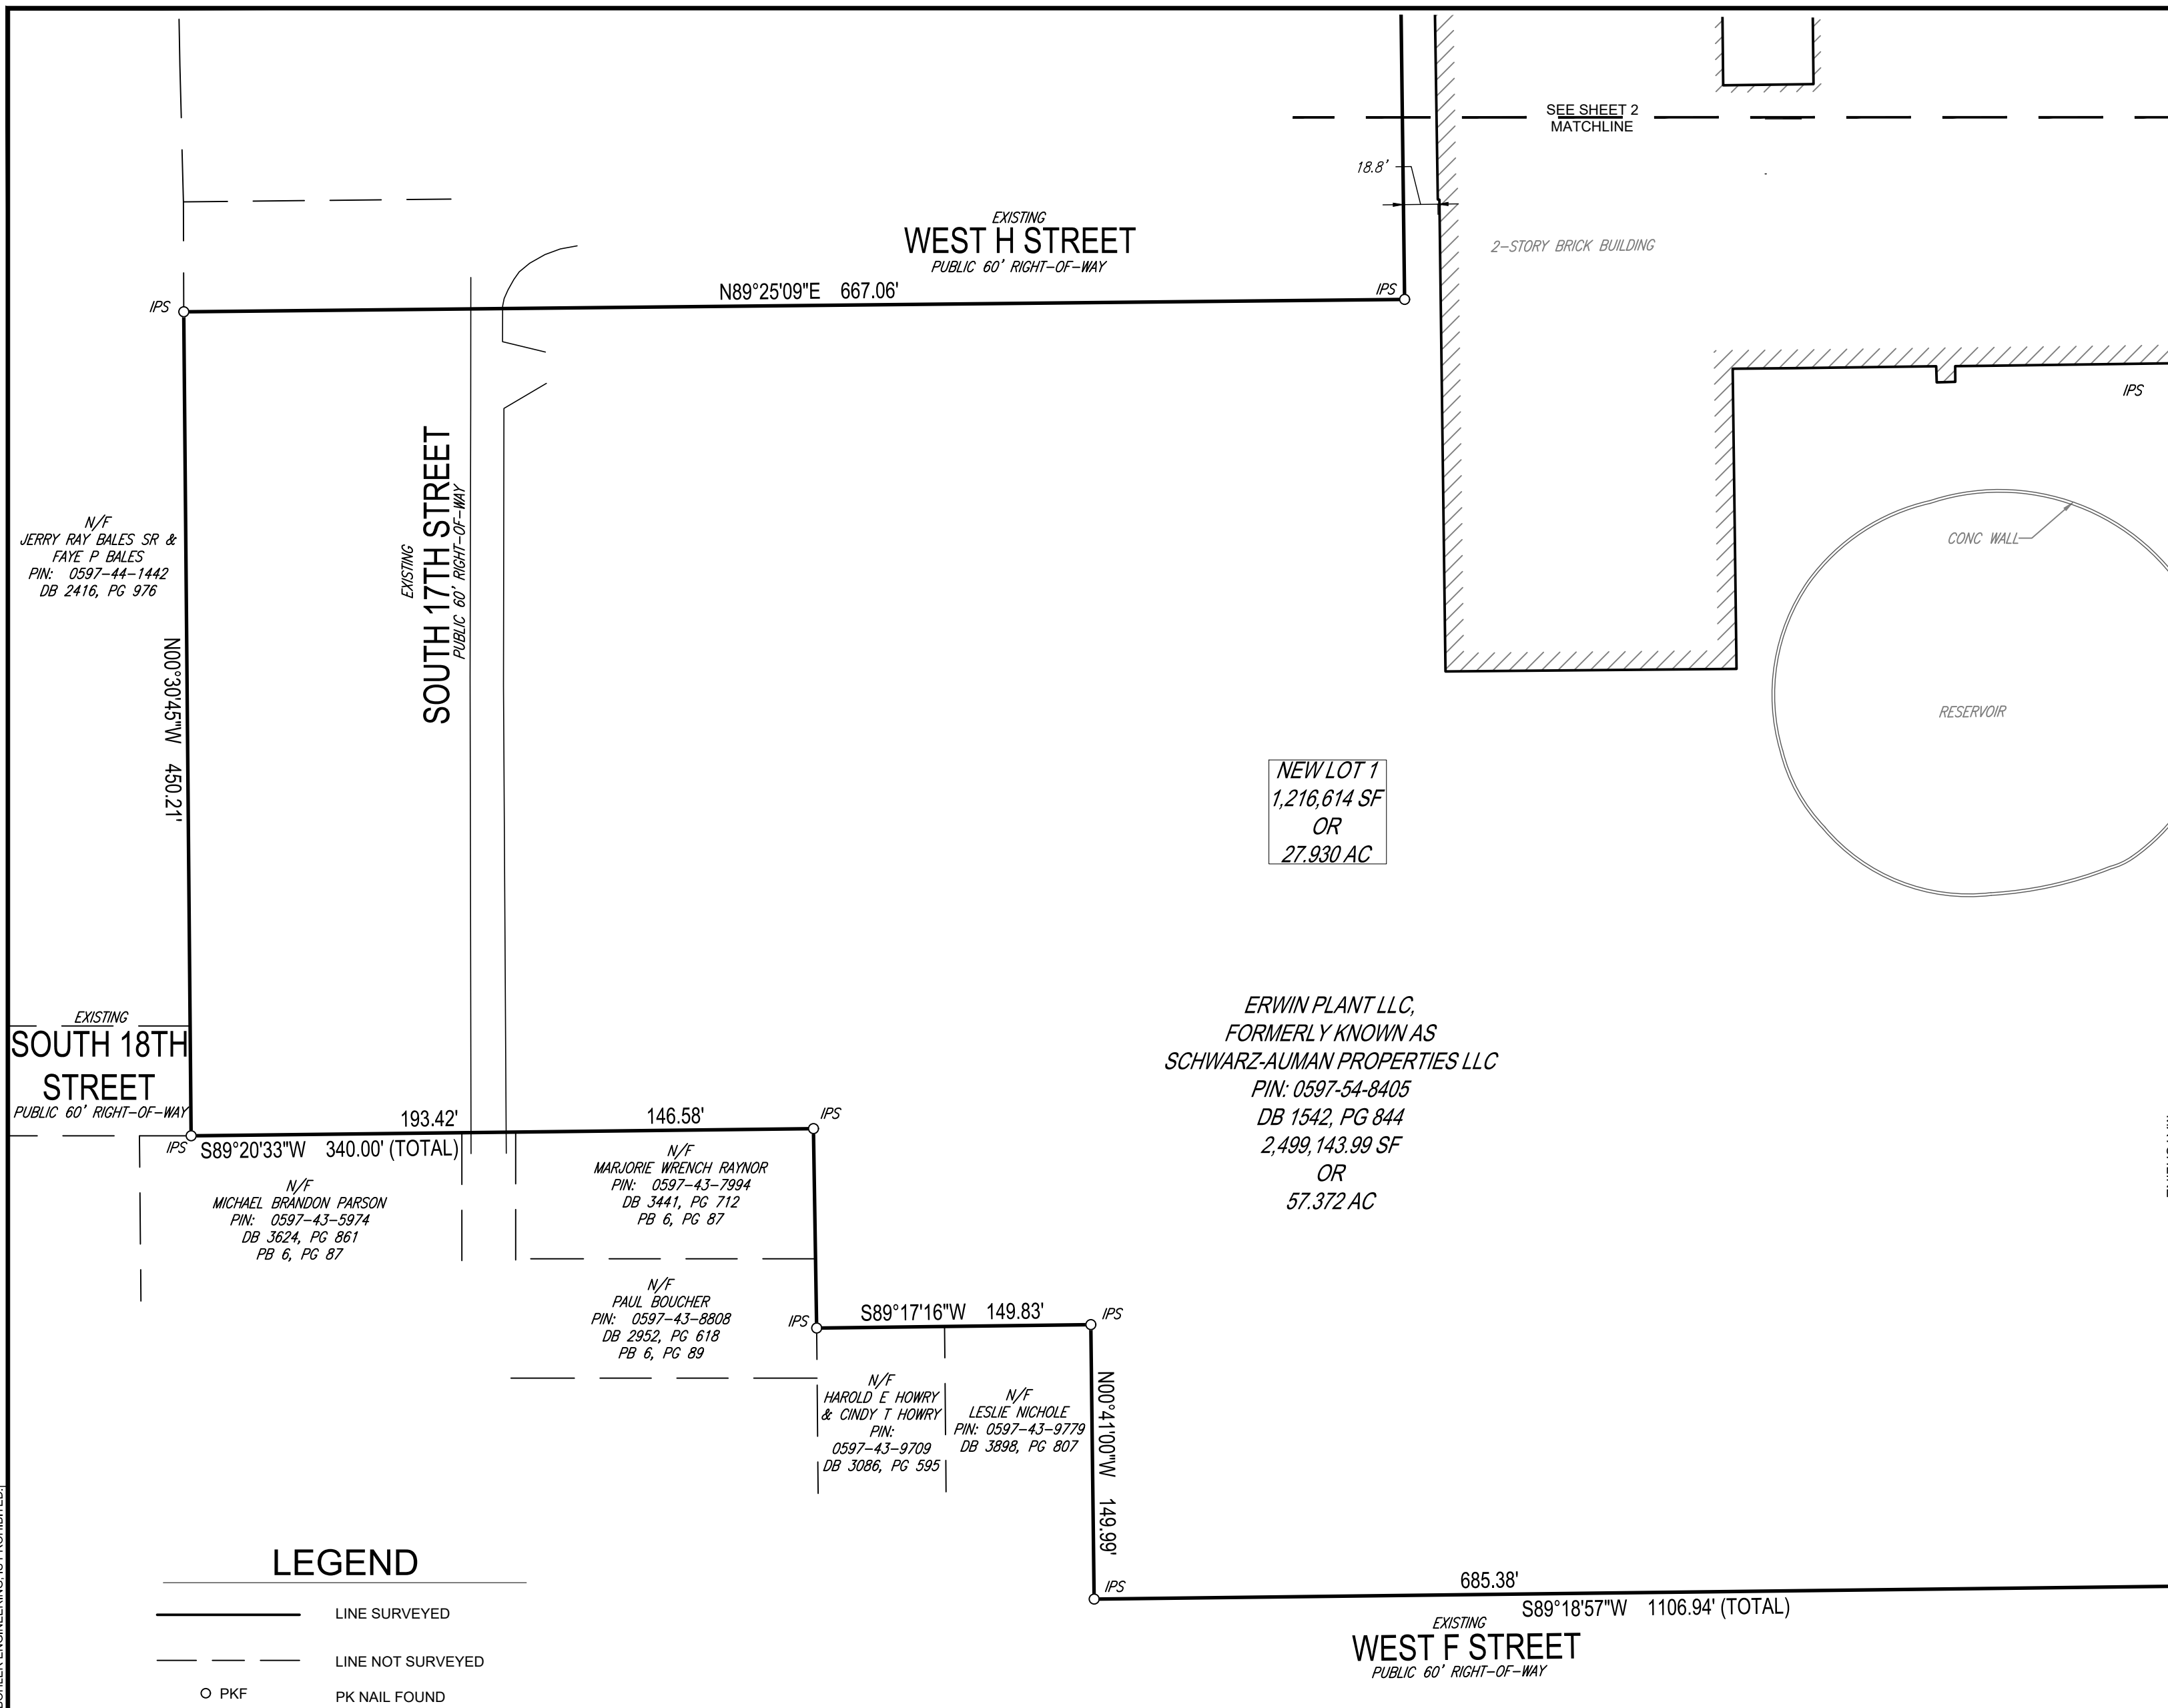 SEE SHEET 2
MATCHLINE
18.8'
EXISTING
WEST H STREET
PUBLIC 60' RIGHT-OF-WAY
2-STORY BRICK BUILDING
N89°25'09"E 667.06'
IPS
IPS
IPS
N/F
JERRY RAY BALES SR &
FAYE P BALES
PIN: 0597-44-1442
DB 2416, PG 976
EXISTING
SOUTH 17TH STREET
PUBLIC 60' RIGHT-OF-WAY
CONC WALL
RESERVOIR
N00°30'45"W 450.21'
NEW LOT 1
1,216,614 SF
OR
27.930 AC
ERWIN PLANT LLC,
FORMERLY KNOWN AS
SCHWARZ-AUMAN PROPERTIES LLC
PIN: 0597-54-8405
DB 1542, PG 844
2,499,143.99 SF
OR
57.372 AC
EXISTING
SOUTH 18TH
STREET
PUBLIC 60' RIGHT-OF-WAY
193.42'
146.58'
IPS
IPS
S89°20'33"W 340.00' (TOTAL)
N/F
MICHAEL BRANDON PARSON
PIN: 0597-43-5974
DB 3624, PG 861
PB 6, PG 87
N/F
MARJORIE WRENCH RAYNOR
PIN: 0597-43-7994
DB 3441, PG 712
PB 6, PG 87
N/F
PAUL BOUCHER
PIN: 0597-43-8808
DB 2952, PG 618
PB 6, PG 89
IPS
S89°17'16"W 149.83'
IPS
N/F
HAROLD E HOWRY
& CINDY T HOWRY
PIN:
0597-43-9709
DB 3086, PG 595
N/F
LESLIE NICHOLE
PIN: 0597-43-9779
DB 3898, PG 807
N00°41'00"W 149.99'
IPS
685.38'
S89°18'57"W 1106.94' (TOTAL)
EXISTING
WEST F STREET
PUBLIC 60' RIGHT-OF-WAY
LEGEND
LINE SURVEYED
LINE NOT SURVEYED
PKF PK NAIL FOUND